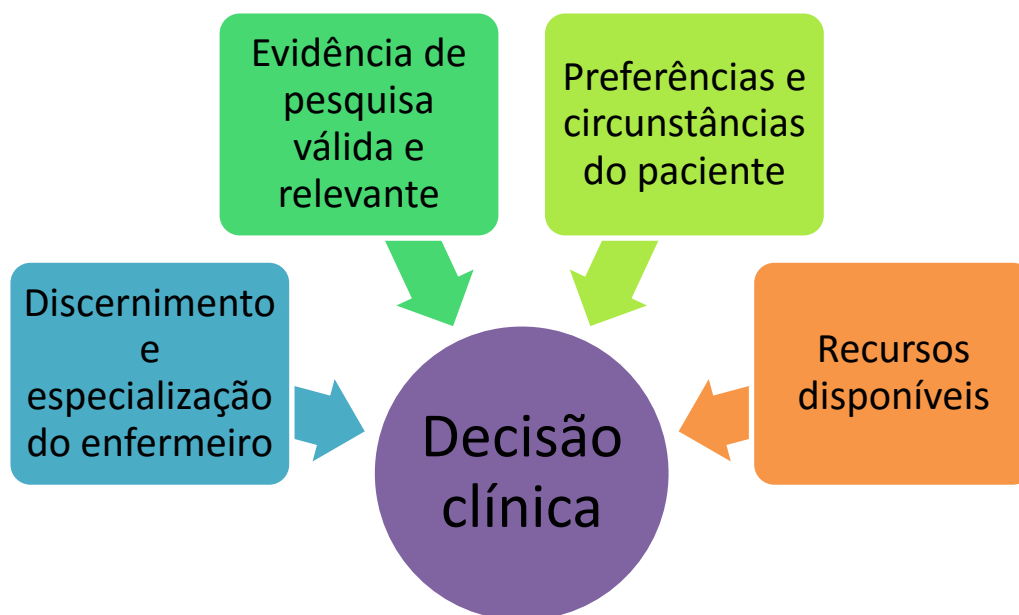 Discernimento
e
especialização
do enfermeiro
Evidência de
pesquisa
válida e
relevante
Preferências e
circunstâncias
do paciente
Recursos
disponíveis
Decisão
clínica